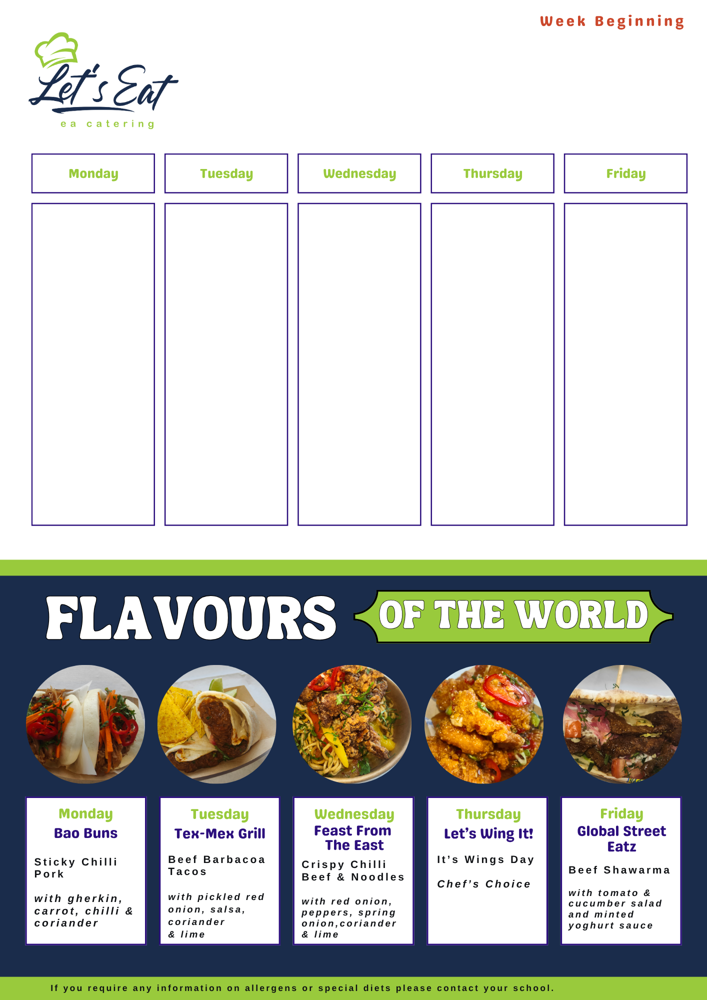 Week Beginning
Let's Eat
ea catering
Monday
Tuesday
Wednesday
Thursday
Friday
FLAVOURS
OF THE WORLD
Monday
Bao Buns
Sticky Chilli
Pork
with gherkin,
carrot, chilli &
coriander
Tuesday
Tex-Mex Grill
Beef Barbacoa
Tacos
with pickled red
onion, salsa,
coriander
& lime
Wednesday
Feast From
The East
Crispy Chilli
Beef & Noodles
with red onion,
peppers, spring
onion,coriander
& lime
Thursday
Let’s Wing It!
It’s Wings Day
Chef’s Choice
Friday
Global Street
Eatz
Beef Shawarma
with tomato &
cucumber salad
and minted
yoghurt sauce
If you require any information on allergens or special diets please contact your school.